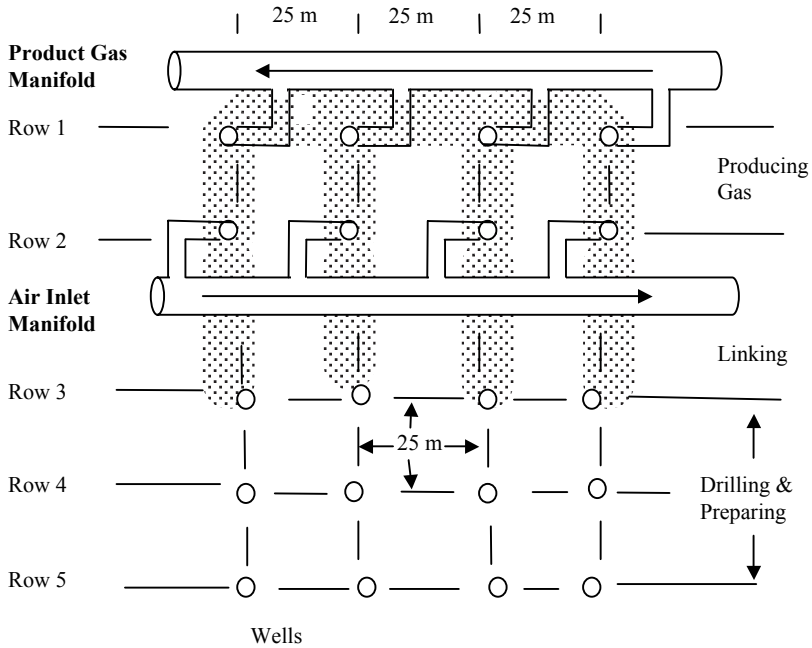 25 m 25 m 25 m
Product Gas
Manifold
Row 1
Producing
Gas
Row 2
Air Inlet
Manifold
Linking
Row 3
25 m
Row 4
Drilling &
Preparing
Row 5
Wells